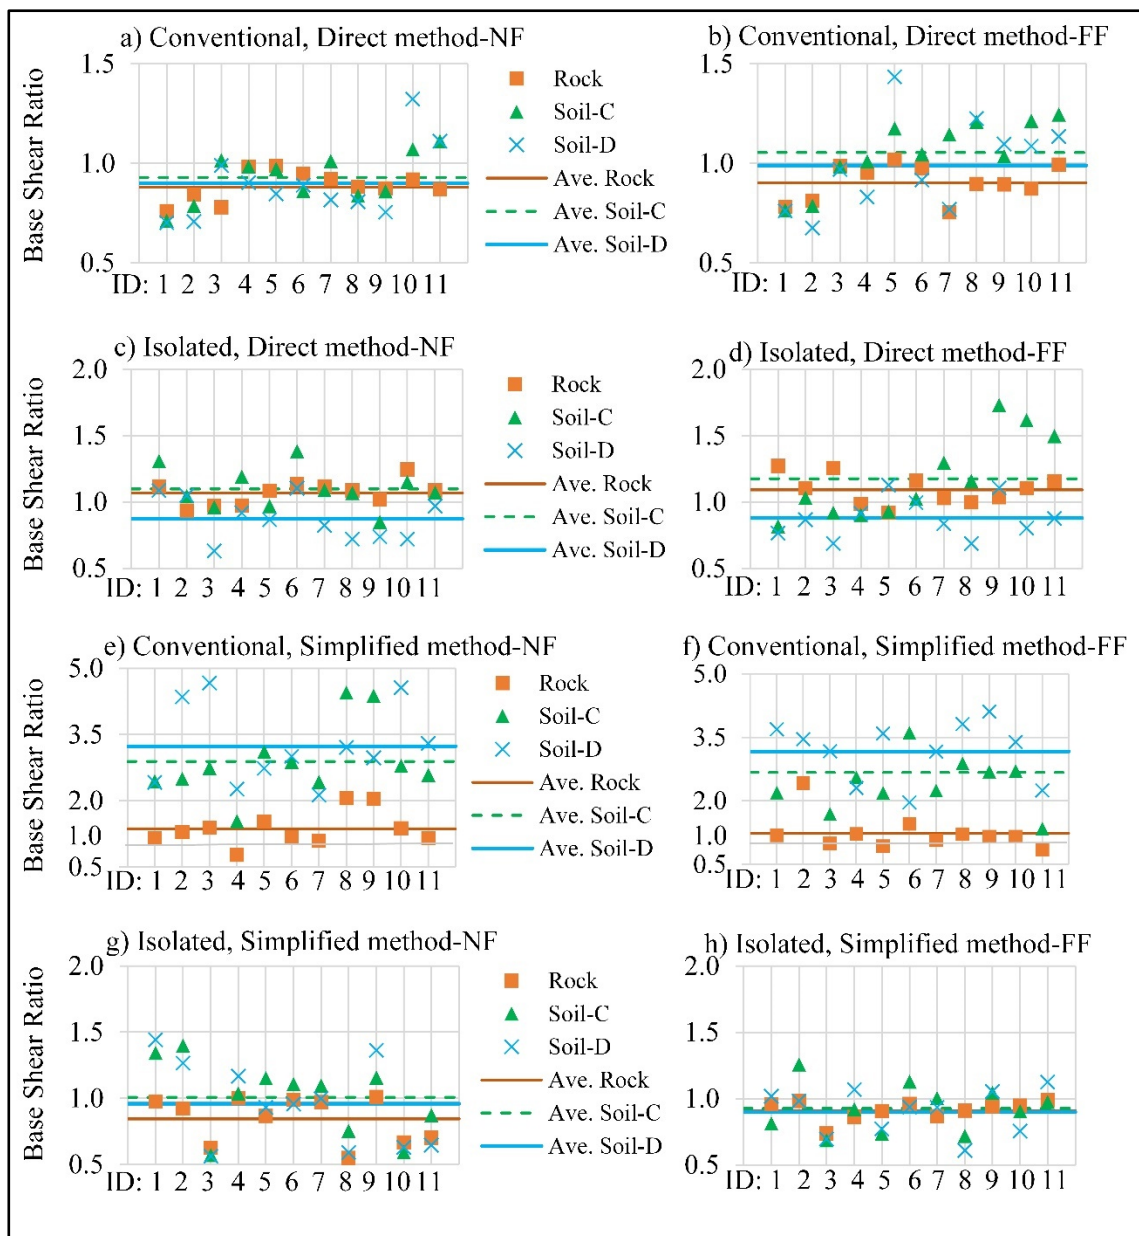 a) Conventional, Direct method-NF
Base Shear Ratio
1.5
1.0
0.5
ID: 1 2 3 4 5 6 7 8 9 10 11
Rock
Soil-C
Soil-D
Ave. Rock
Ave. Soil-C
Ave. Soil-D
b) Conventional, Direct method-FF
1.5
1.0
0.5
ID: 1 2 3 4 5 6 7 8 9 10 11
c) Isolated, Direct method-NF
Base Shear Ratio
2.0
1.5
1.0
0.5
ID: 1 2 3 4 5 6 7 8 9 10 11
Rock
Soil-C
Soil-D
Ave. Rock
Ave. Soil-C
Ave. Soil-D
d) Isolated, Direct method-FF
2.0
1.5
1.0
0.5
ID: 1 2 3 4 5 6 7 8 9 10 11
e) Conventional, Simplified method-NF
Base Shear Ratio
5.0
3.5
2.0
1.0
0.5
ID: 1 2 3 4 5 6 7 8 9 10 11
Rock
Soil-C
Soil-D
Ave. Rock
Ave. Soil-C
Ave. Soil-D
f) Conventional, Simplified method-FF
5.0
3.5
2.0
1.0
0.5
ID: 1 2 3 4 5 6 7 8 9 10 11
g) Isolated, Simplified method-NF
Base Shear Ratio
2.0
1.5
1.0
0.5
ID: 1 2 3 4 5 6 7 8 9 10 11
Rock
Soil-C
Soil-D
Ave. Rock
Ave. Soil-C
Ave. Soil-D
h) Isolated, Simplified method-FF
2.0
1.5
1.0
0.5
ID: 1 2 3 4 5 6 7 8 9 10 11